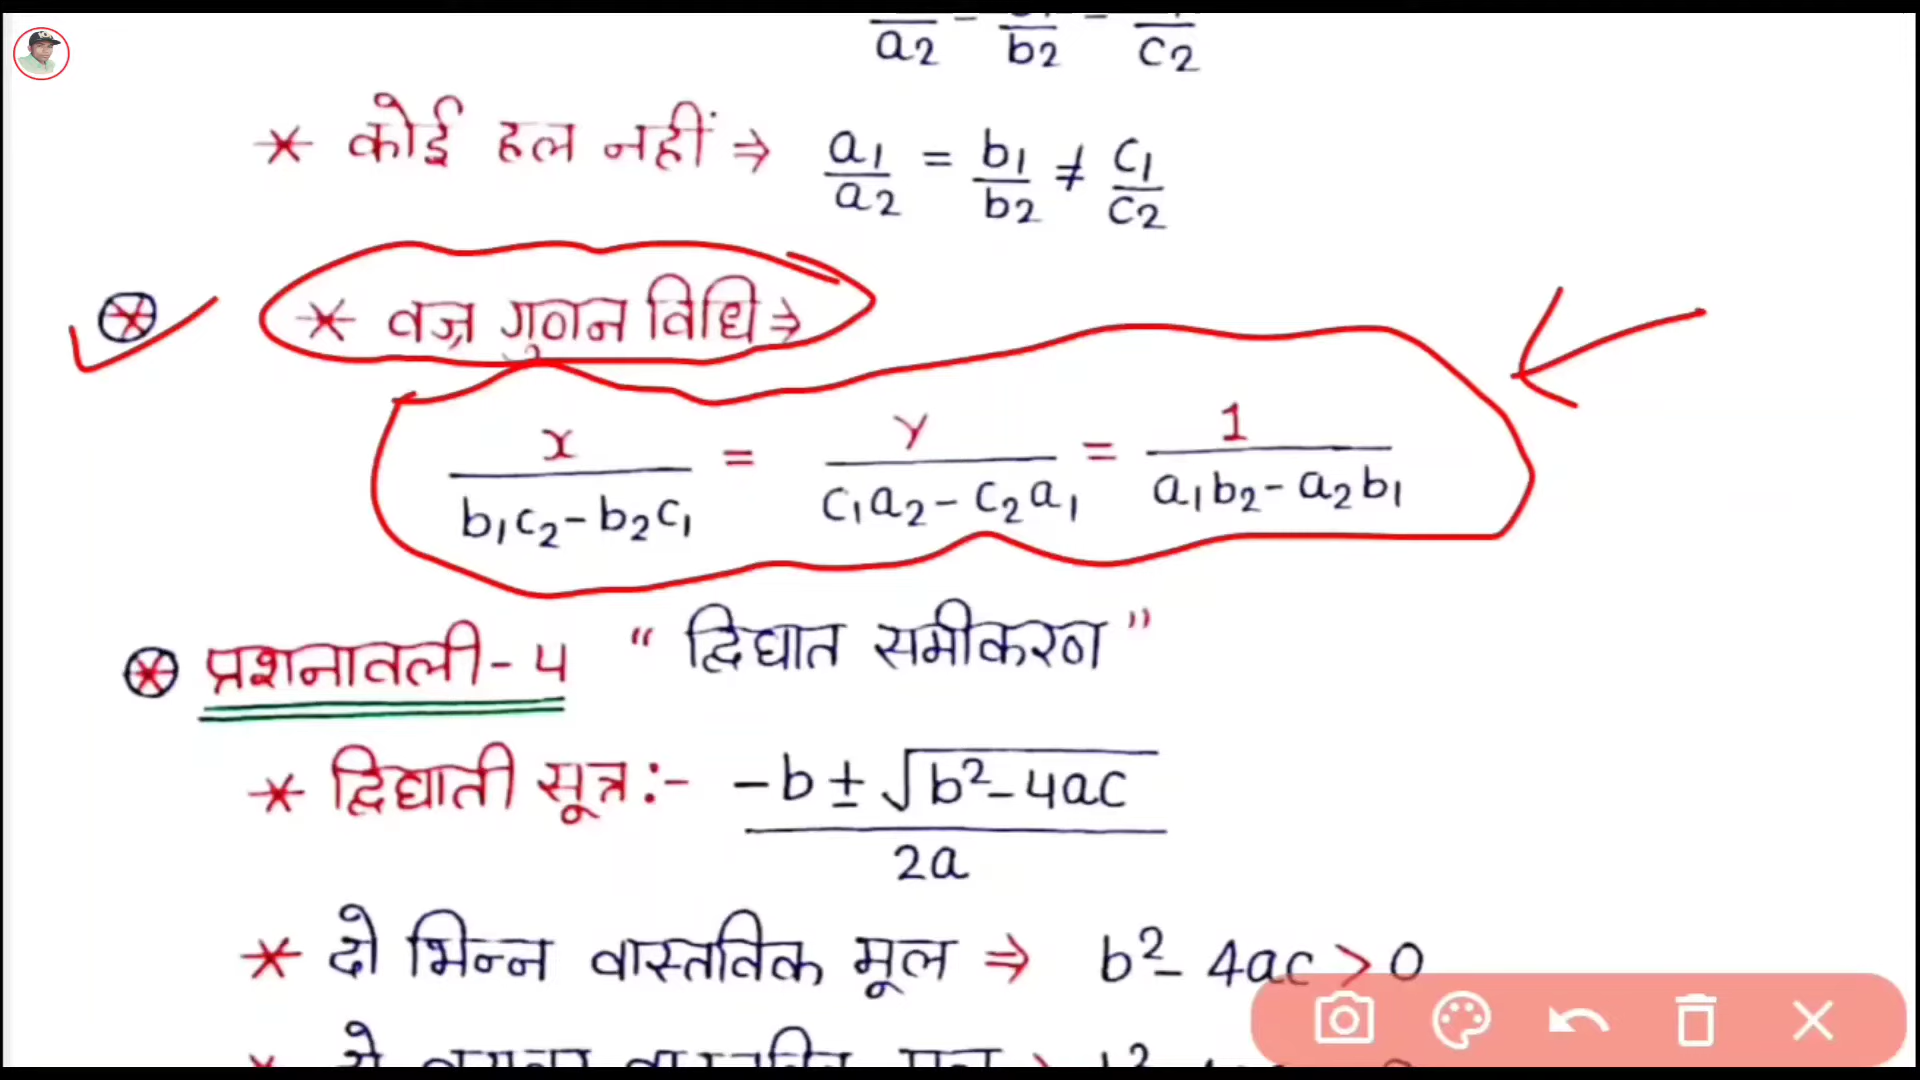 a2 b2 c2
* कोई हल नहीं ⇒ a1/a2 = b1/b2 ≠ c1/c2
* वज्र गुणन विधि ⇒
x/(b1c2-b2c1) = y/(c1a2-c2a1) = 1/(a1b2-a2b1)
प्रशनावली-4 “द्विघात समीकरण”
* द्विघाती सूत्र:- (-b±√(b²-4ac))/2a
* दो भिन्न वास्तविक मूल ⇒ b²-4ac>0